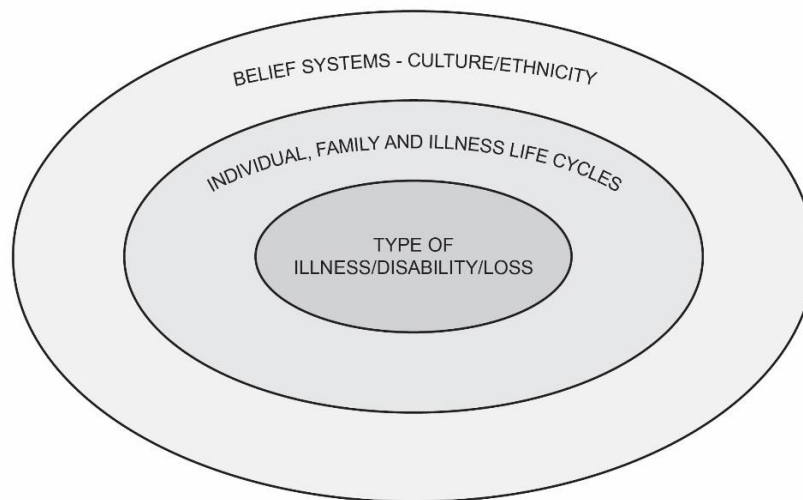 BELIEF SYSTEMS - CULTURE/ETHNICITY
INDIVIDUAL, FAMILY AND ILLNESS LIFE CYCLES
TYPE OF
ILLNESS/DISABILITY/LOSS